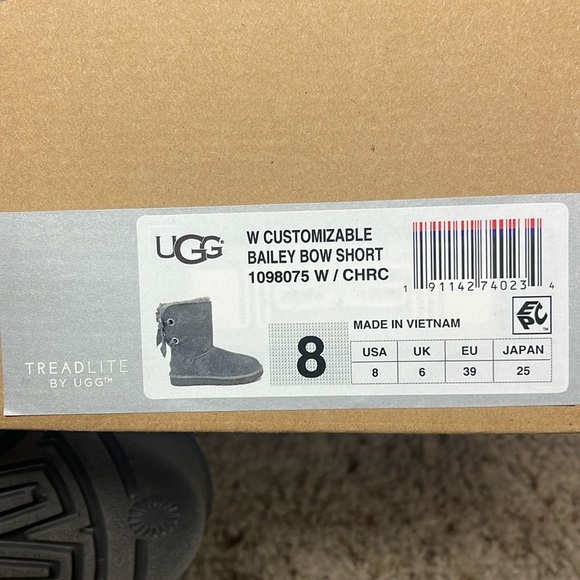 UGG®
W CUSTOMIZABLE
BAILEY BOW SHORT
1098075 W / CHRC
1 91142 74023 4
EPC™
TREADLITE
BY UGG™
8
MADE IN VIETNAM
USA UK EU JAPAN
8 6 39 25